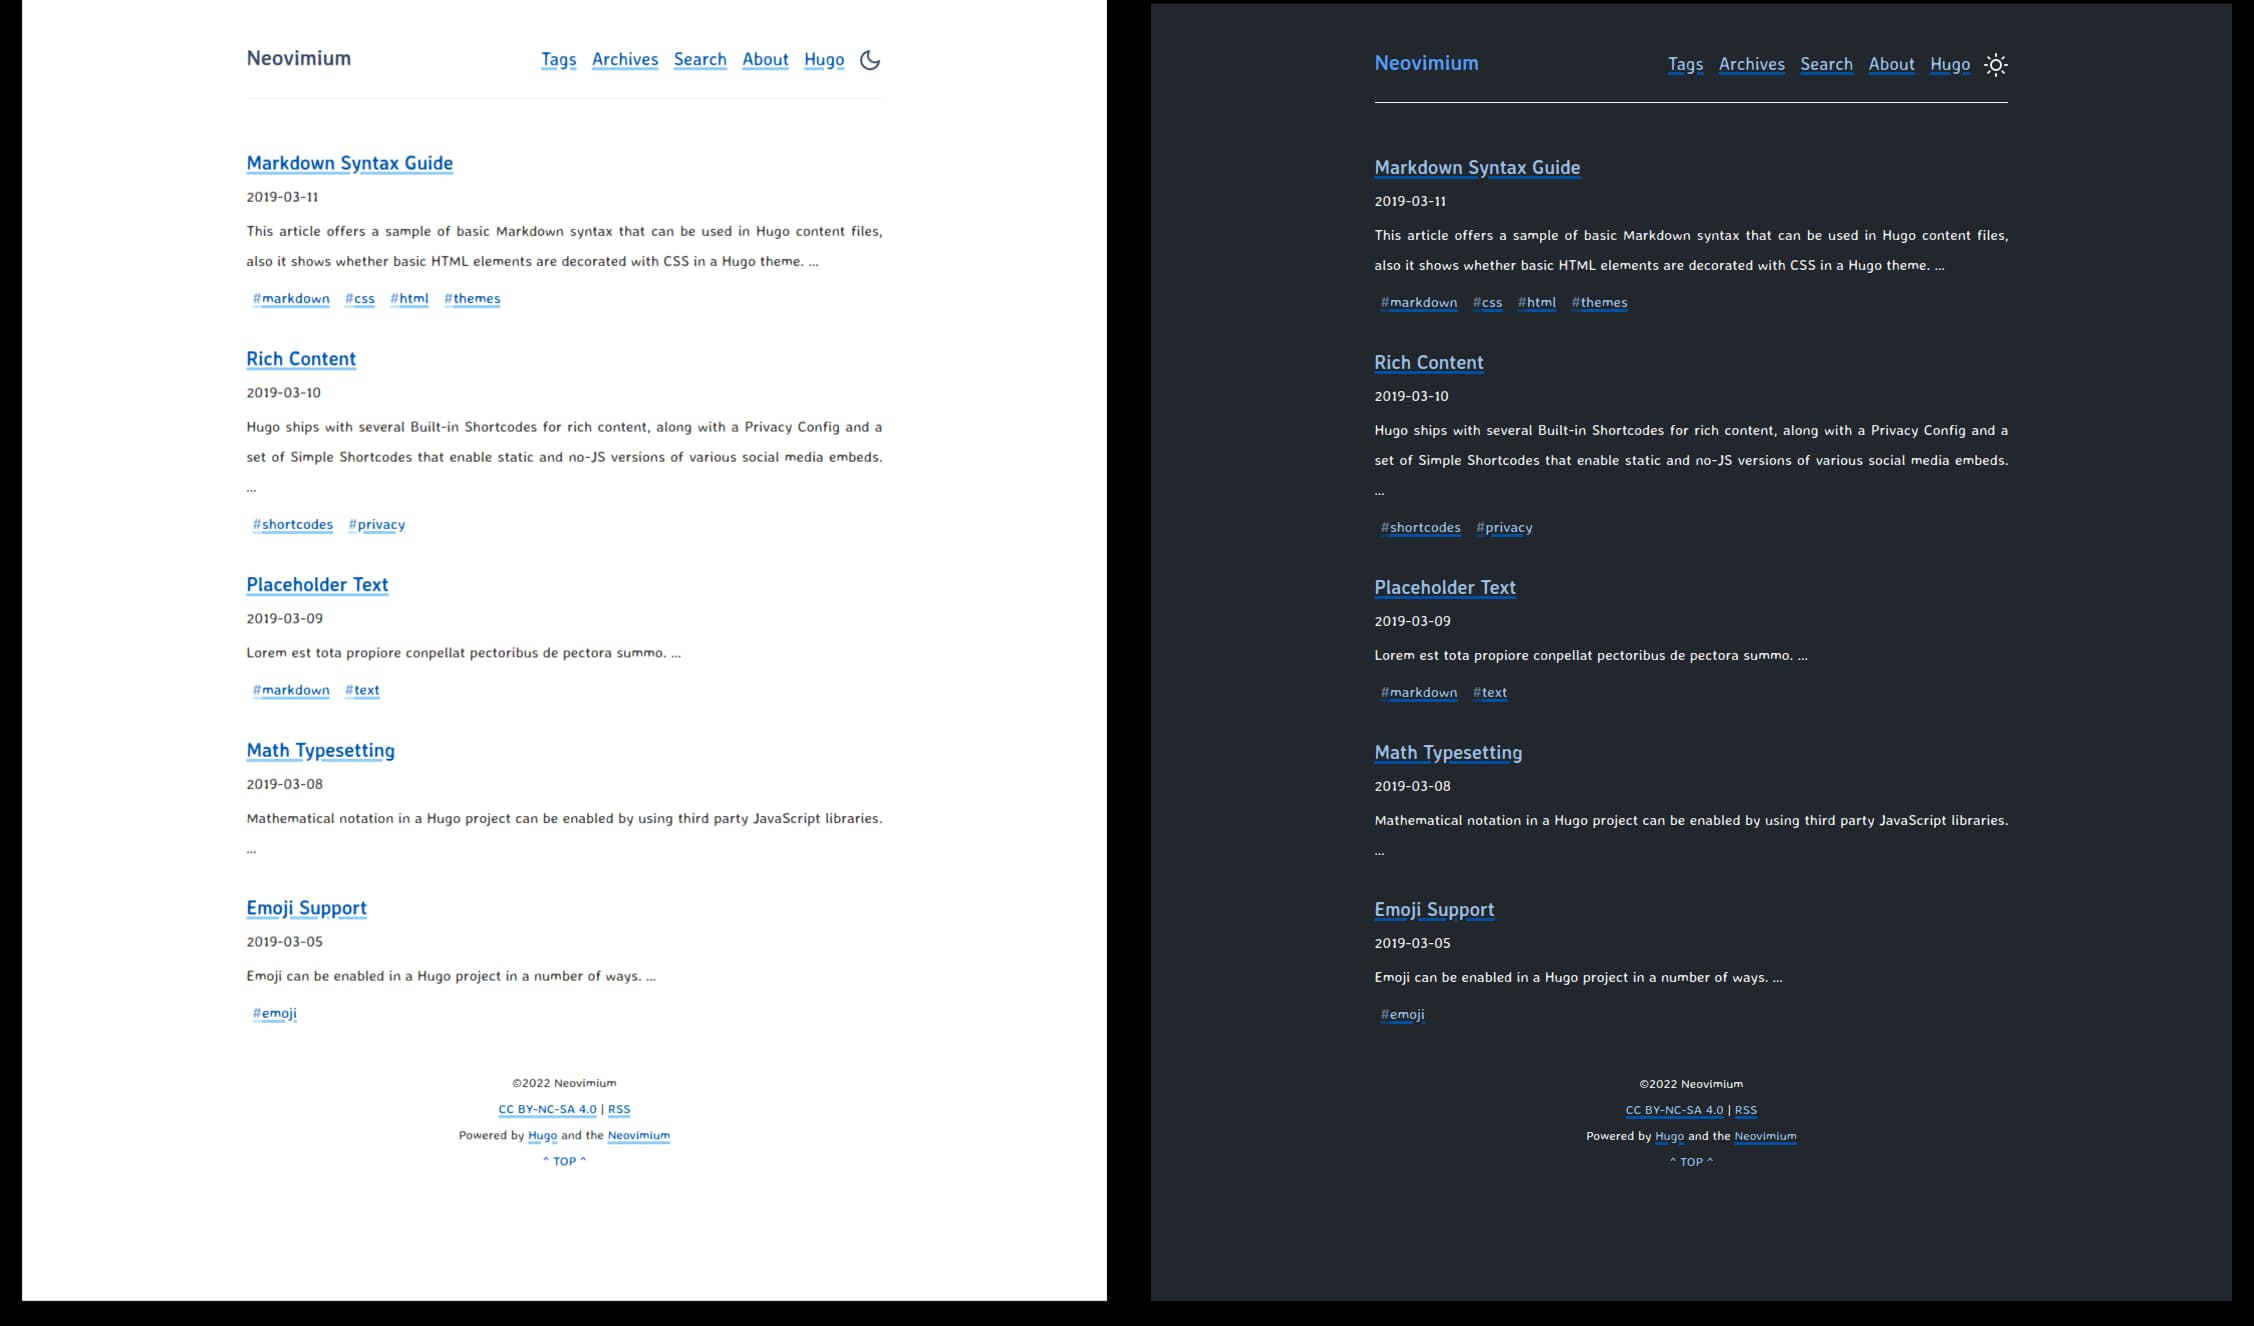 Neovimium
Tags Archives Search About Hugo
Markdown Syntax Guide
2019-03-11
This article offers a sample of basic Markdown syntax that can be used in Hugo content files,
also it shows whether basic HTML elements are decorated with CSS in a Hugo theme. ...
#markdown #css #html #themes
Rich Content
2019-03-10
Hugo ships with several Built-in Shortcodes for rich content, along with a Privacy Config and a
set of Simple Shortcodes that enable static and no-JS versions of various social media embeds.
...
#shortcodes #privacy
Placeholder Text
2019-03-09
Lorem est tota propiore conpellat pectoribus de pectora summo. ...
#markdown #text
Math Typesetting
2019-03-08
Mathematical notation in a Hugo project can be enabled by using third party JavaScript libraries.
...
Emoji Support
2019-03-05
Emoji can be enabled in a Hugo project in a number of ways. ...
#emoji
©2022 Neovimium
CC BY-NC-SA 4.0 | RSS
Powered by Hugo and the Neovimium
^ TOP ^
Neovimium
Tags Archives Search About Hugo
Markdown Syntax Guide
2019-03-11
This article offers a sample of basic Markdown syntax that can be used in Hugo content files,
also it shows whether basic HTML elements are decorated with CSS in a Hugo theme. ...
#markdown #css #html #themes
Rich Content
2019-03-10
Hugo ships with several Built-in Shortcodes for rich content, along with a Privacy Config and a
set of Simple Shortcodes that enable static and no-JS versions of various social media embeds.
...
#shortcodes #privacy
Placeholder Text
2019-03-09
Lorem est tota propiore conpellat pectoribus de pectora summo. ...
#markdown #text
Math Typesetting
2019-03-08
Mathematical notation in a Hugo project can be enabled by using third party JavaScript libraries.
...
Emoji Support
2019-03-05
Emoji can be enabled in a Hugo project in a number of ways. ...
#emoji
©2022 Neovimium
CC BY-NC-SA 4.0 | RSS
Powered by Hugo and the Neovimium
^ TOP ^